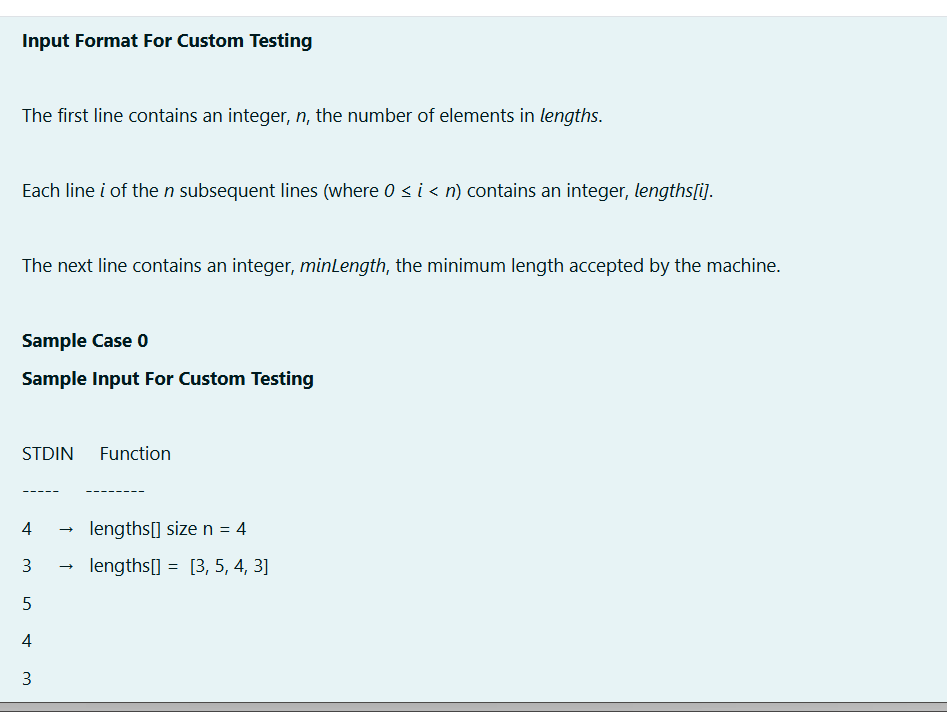 Input Format For Custom Testing
The first line contains an integer, n, the number of elements in lengths.
Each line i of the n subsequent lines (where 0 ≤ i < n) contains an integer, lengths[i].
The next line contains an integer, minLength, the minimum length accepted by the machine.
Sample Case 0
Sample Input For Custom Testing
STDIN    Function
-----    --------
4    →   lengths[] size n = 4
3    →   lengths[] =  [3, 5, 4, 3]
5
4
3